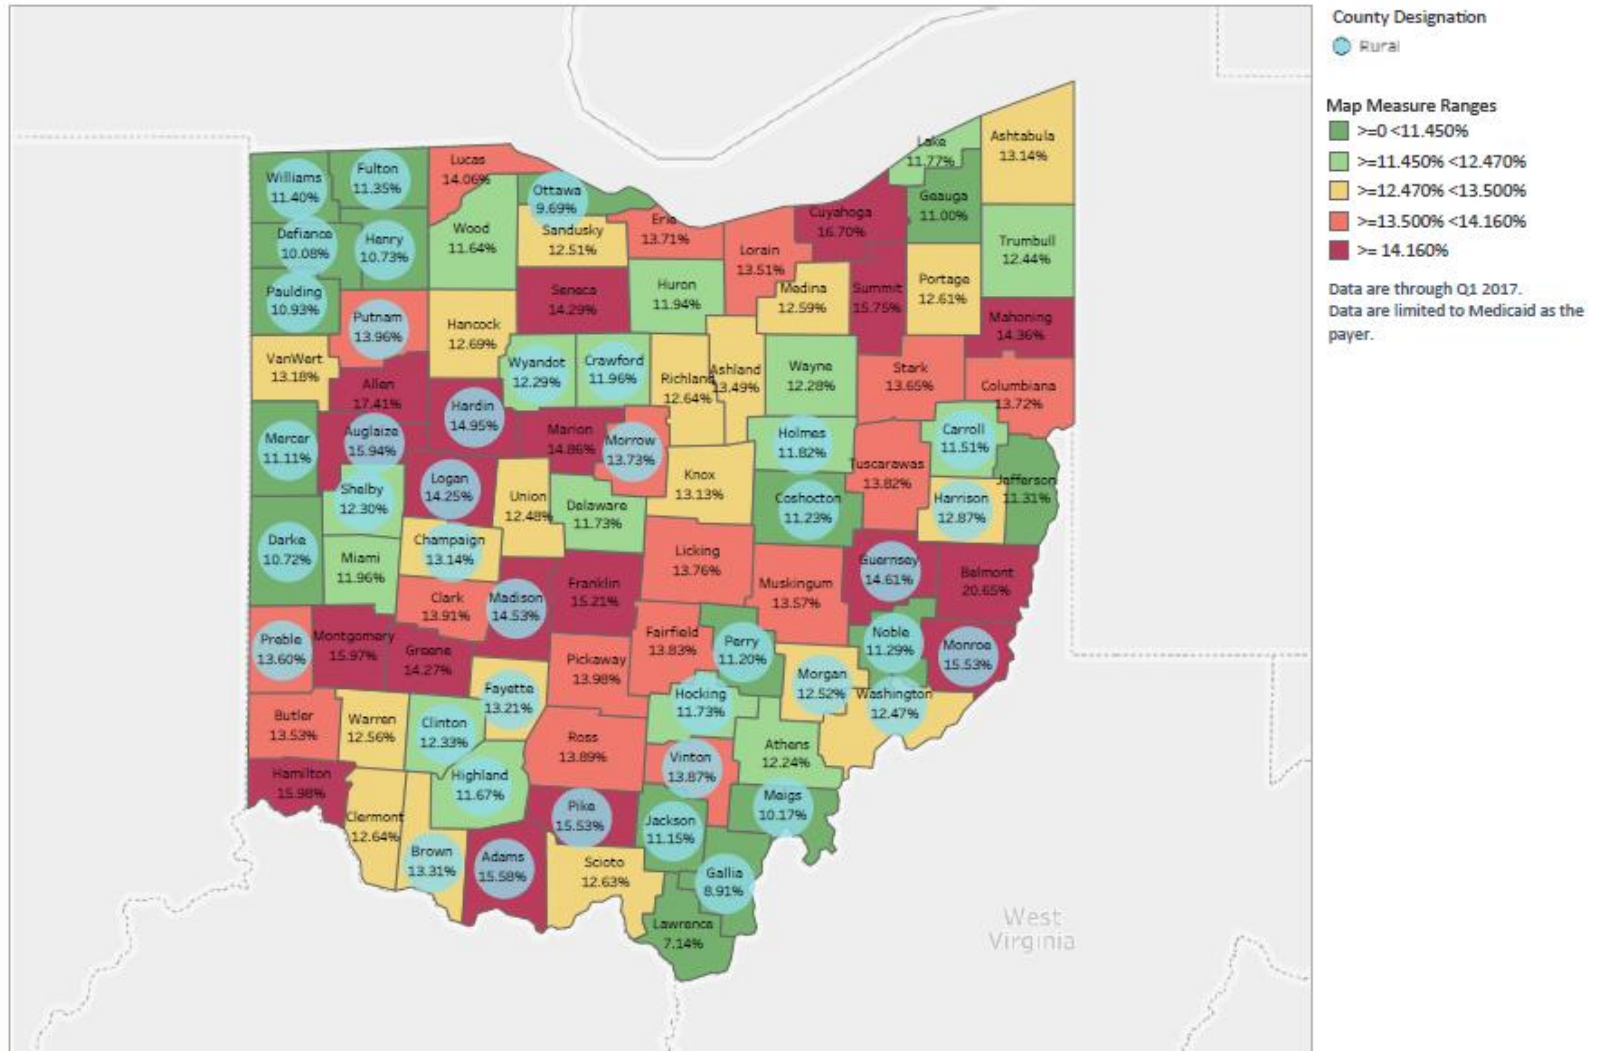 County Designation
Rural
Map Measure Ranges
>=0 <11.450%
>=11.450% <12.470%
>=12.470% <13.500%
>=13.500% <14.160%
>= 14.160%
Data are through Q1 2017.
Data are limited to Medicaid as the
payer.
Williams
11.40%
Fulton
11.35%
Lucas
14.06%
Ottawa
9.69%
Lake
11.77%
Ashtabula
13.14%
Geauga
11.00%
Cuyahoga
16.70%
Defiance
10.08%
Henry
10.73%
Wood
11.64%
Sandusky
12.51%
Erie
13.71%
Lorain
13.51%
Trumbull
12.44%
Paulding
10.93%
Putnam
13.96%
Hancock
12.69%
Seneca
14.29%
Huron
11.94%
Medina
12.59%
Summit
15.75%
Portage
12.61%
Mahoning
14.36%
VanWert
13.18%
Allen
17.41%
Wyandot
12.29%
Crawford
11.96%
Richland
12.64%
Ashland
13.49%
Wayne
12.28%
Stark
13.65%
Columbiana
13.72%
Mercer
11.11%
Auglaize
15.94%
Hardin
14.95%
Marion
14.86%
Morrow
13.73%
Holmes
11.82%
Carroll
11.51%
Shelby
12.30%
Logan
14.25%
Union
12.48%
Delaware
11.73%
Knox
13.13%
Coshocton
11.23%
Tuscarawas
13.82%
Harrison
12.87%
Jefferson
11.31%
Darke
10.72%
Miami
11.96%
Champaign
13.14%
Clark
13.91%
Madison
14.53%
Franklin
15.21%
Licking
13.76%
Muskingum
13.57%
Guernsey
14.61%
Belmont
20.65%
Preble
13.60%
Montgomery
15.97%
Greene
14.27%
Fayette
13.21%
Pickaway
13.98%
Fairfield
13.83%
Perry
11.20%
Morgan
12.52%
Noble
11.29%
Monroe
15.53%
Washington
12.47%
Butler
13.53%
Warren
12.56%
Clinton
12.33%
Ross
13.89%
Hocking
11.73%
Athens
12.24%
Hamilton
15.98%
Clermont
12.64%
Highland
11.67%
Pike
15.53%
Vinton
13.87%
Jackson
11.15%
Meigs
10.17%
Brown
13.31%
Adams
15.58%
Scioto
12.63%
Gallia
8.91%
Lawrence
7.14%
West
Virginia